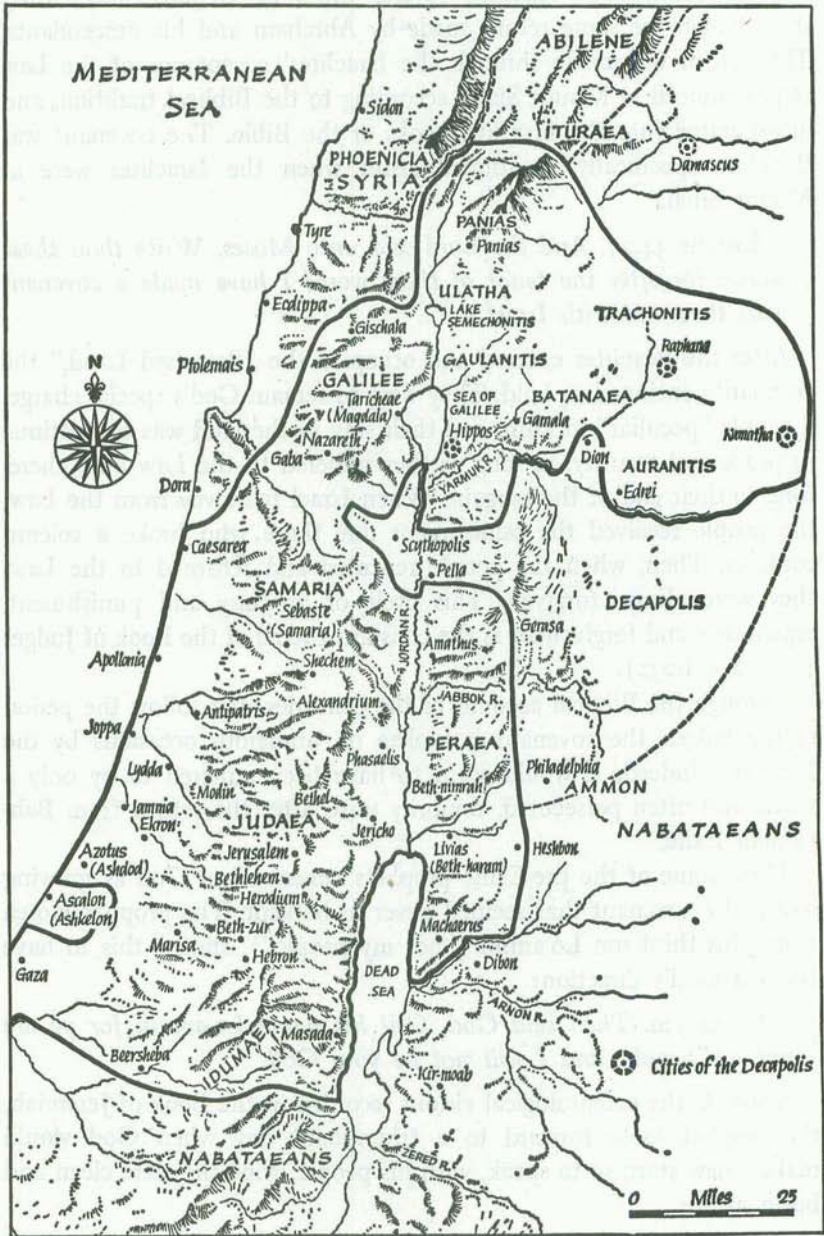 MEDITERRANEAN
SEA
ABILENE
Sidon
ITURAEA
Damascus
PHOENICIA
SYRIA
PANIAS
Panias
Tyre
ULATHA
LAKE
SEMECHONITIS
TRACHONITIS
Ecdippa
Gischala
GAULANITIS
Raphana
Ptolemais
GALILEE
Taricheae
(Magdala)
SEA OF
GALILEE
BATANAEA
Gamala
Hippos
Kanatha
N
Nazareth
Gaba
YARMUK R.
Dion
AURANITIS
Edrei
Dora
Caesarea
Scythopolis
Pella
SAMARIA
DECAPOLIS
Sebaste
(Samaria)
JORDAN R.
Gerasa
Amathus
Apolonia
Shechem
JABBOK R.
Alexandrium
Antipatris
Joppa
PERAEA
Phasaelis
Lydda
Philadelphia
Modin
Bethel
Beth-nimrah
AMMON
Jamnia
Ekron
JUDAEA
Jericho
NABATAEANS
Azotus
(Ashdod)
Jerusalem
Livias
(Beth-haram)
Heshbon
Bethlehem
Herodium
Ascalon
(Ashkelon)
Beth-zur
Machaerus
Marisa
Hebron
Dibon
Gaza
DEAD
SEA
ARNON R.
Masada
IDUMAEA
Beersheba
Kir-moab
Cities of the Decapolis
NABATAEANS
ZERED R.
0 Miles 25